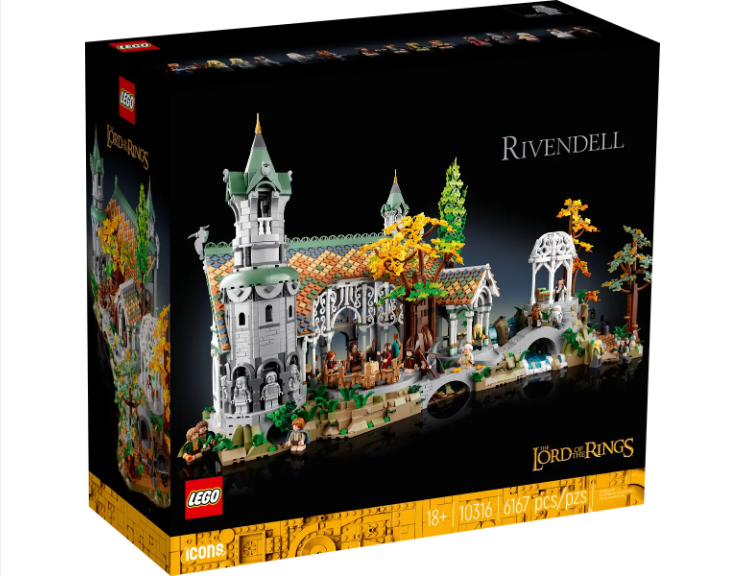 LEGO
LEGO
THE LORD OF THE RINGS
RIVENDELL
THE LORD OF THE RINGS
LEGO
18+ 10316 6167 pcs/pzs
icons